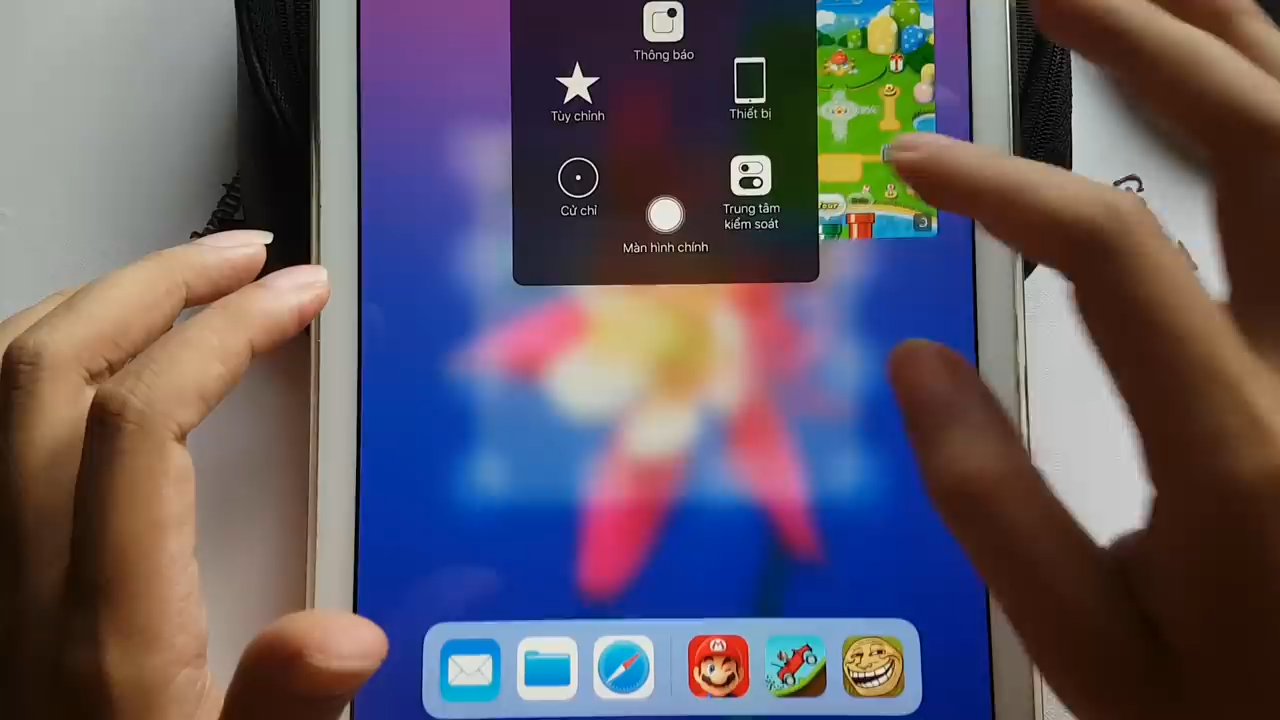 Thông báo
Tùy chỉnh
Thiết bị
Cử chỉ
Trung tâm
kiểm soát
Màn hình chính